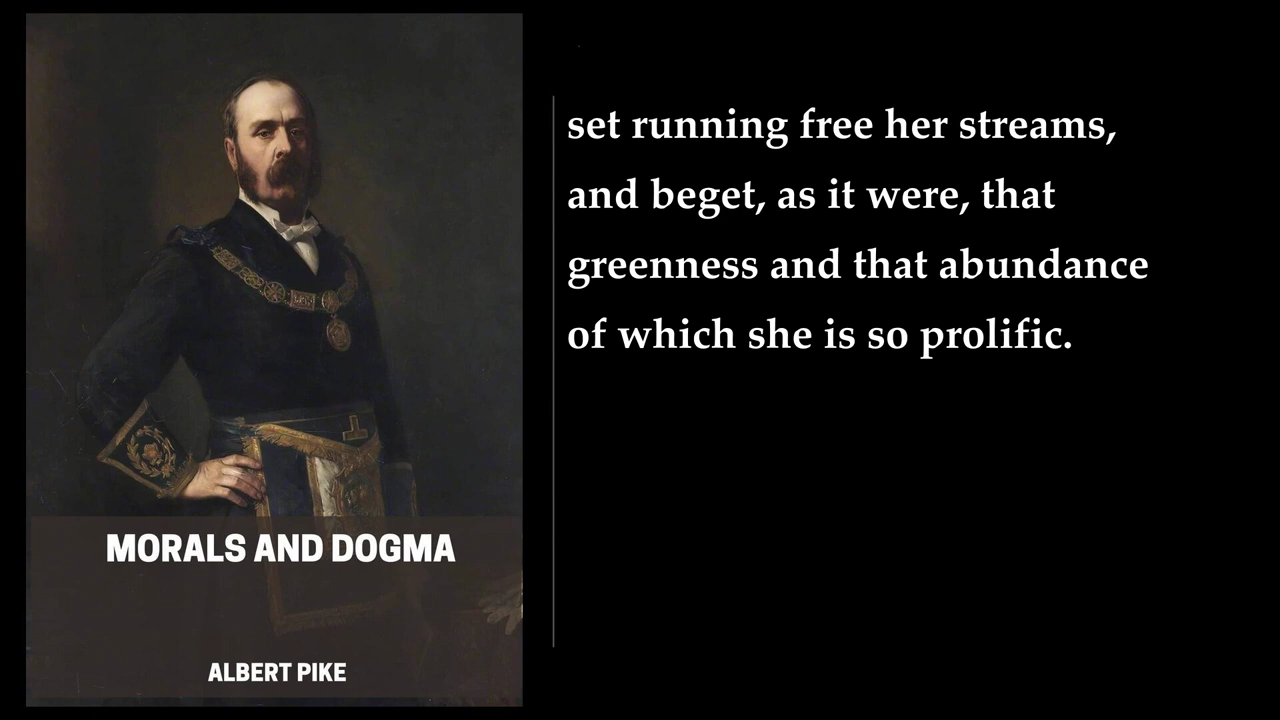 MORALS AND DOGMA
ALBERT PIKE
set running free her streams,
and beget, as it were, that
greenness and that abundance
of which she is so prolific.